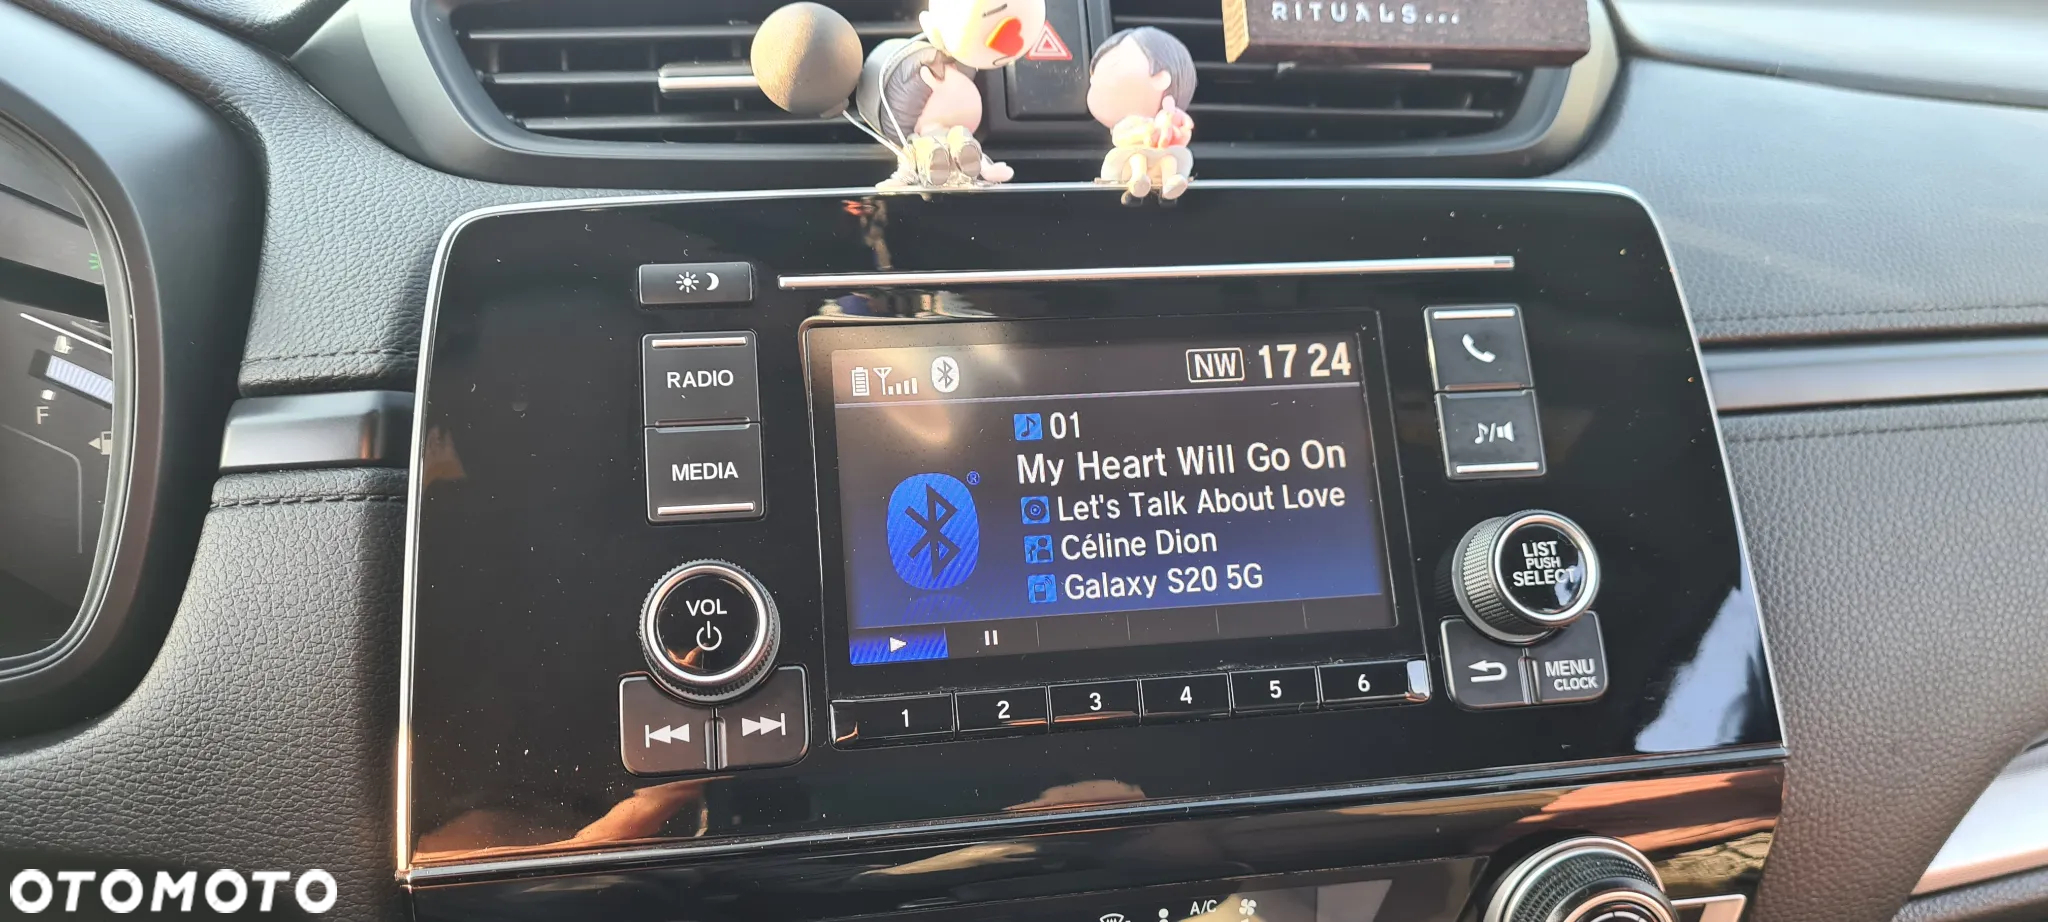 RITUALS...
RADIO
MEDIA
VOL
NW 17 24
01
My Heart Will Go On
Let's Talk About Love
Céline Dion
Galaxy S20 5G
1 2 3 4 5 6
LIST
PUSH
SELECT
MENU
CLOCK
F
A/C
OTOMOTO